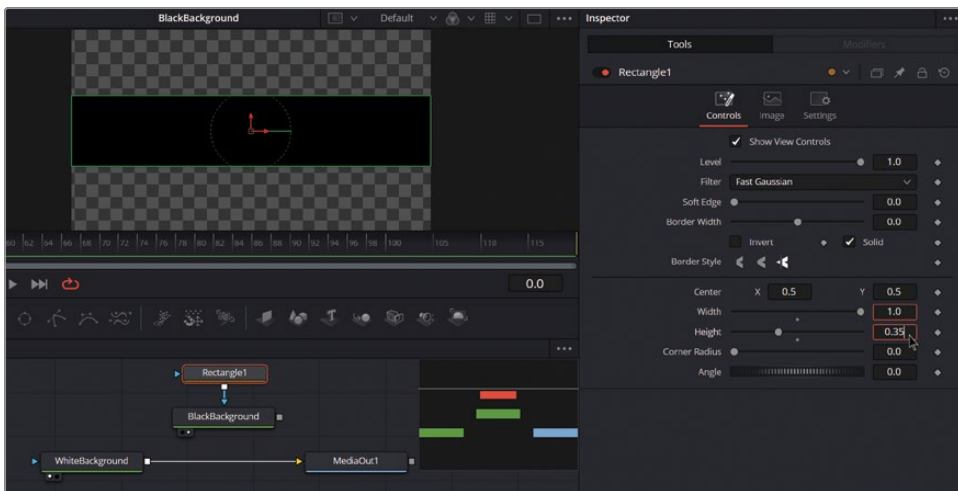 BlackBackground Default Inspector
Tools Modifiers
Rectangle1
Controls Image Settings
Show View Controls
Level 1.0
Filter Fast Gaussian
Soft Edge 0.0
Border Width 0.0
Invert Solid
Border Style
60 62 64 66 68 70 72 74 76 78 80 82 84 86 88 90 92 94 96 98 100 105 110 115
0.0
Center X 0.5 Y 0.5
Width 1.0
Height 0.35
Corner Radius 0.0
Angle 0.0
Rectangle1
BlackBackground
WhiteBackground MediaOut1